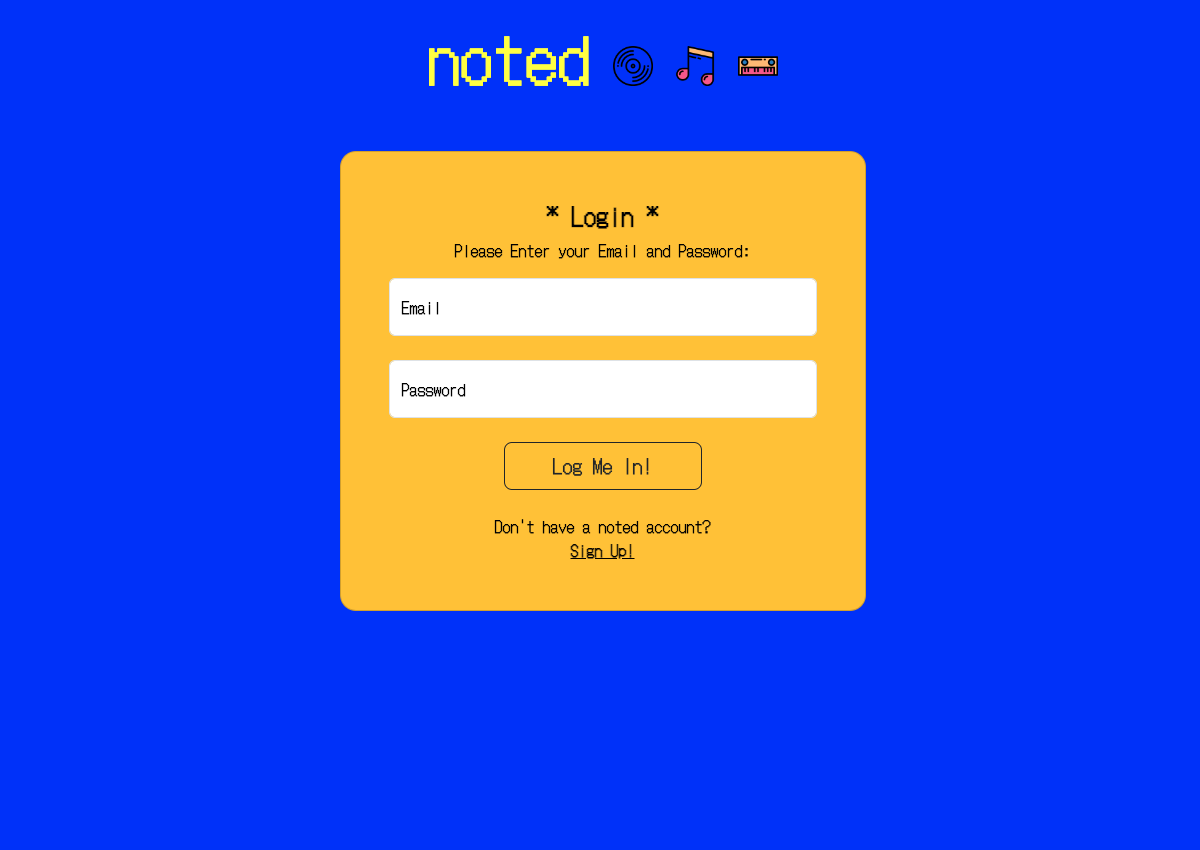 noted
* Login *
Please Enter your Email and Password:
Email
Password
Log Me In!
Don't have a noted account?
Sign Up!